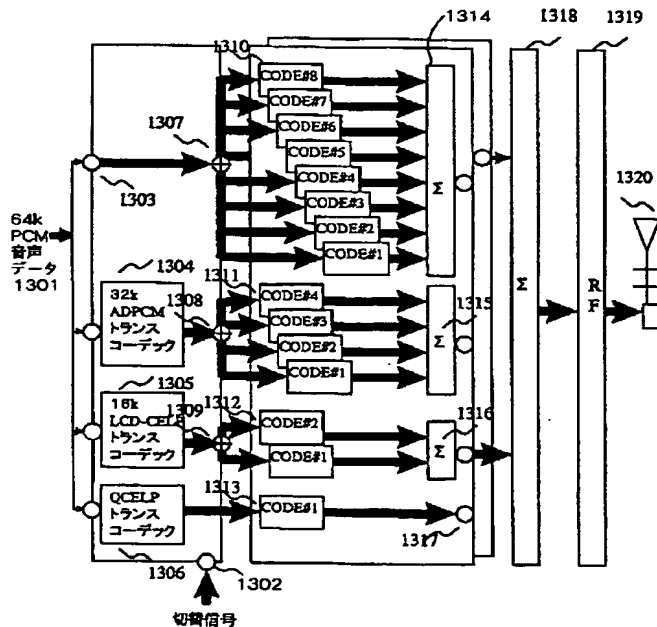 1310
1314
1318
1319
CODE#8
CODE#7
1307
CODE#6
CODE#5
CODE#4
Σ
CODE#3
CODE#2
CODE#1
1303
64k
PCM
音声
データ
1301
1320
1304
32k
ADPCM
トランス
コーデック
1308
1311
CODE#4
CODE#3
CODE#2
CODE#1
Σ
1315
Σ
RF
1305
16k
LCD-CELP
トランス
コーデック
1309
1312
CODE#2
CODE#1
Σ
1316
QCELP
トランス
コーデック
1313
CODE#1
1317
1306
1302
切替信号